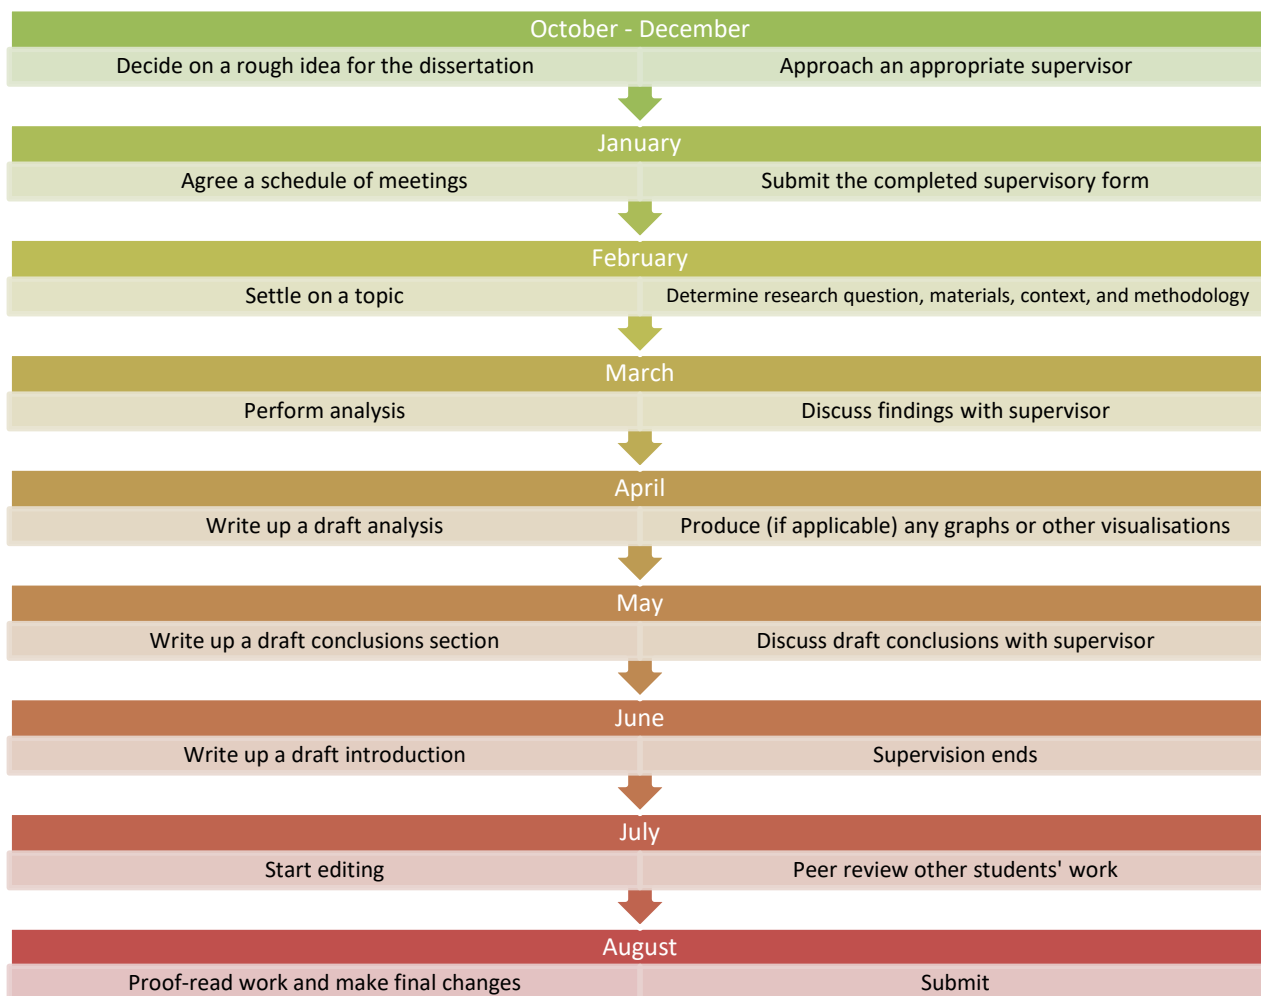 October - December
Decide on a rough idea for the dissertation
Approach an appropriate supervisor
January
Agree a schedule of meetings
Submit the completed supervisory form
February
Settle on a topic
Determine research question, materials, context, and methodology
March
Perform analysis
Discuss findings with supervisor
April
Write up a draft analysis
Produce (if applicable) any graphs or other visualisations
May
Write up a draft conclusions section
Discuss draft conclusions with supervisor
June
Write up a draft introduction
Supervision ends
July
Start editing
Peer review other students' work
August
Proof-read work and make final changes
Submit